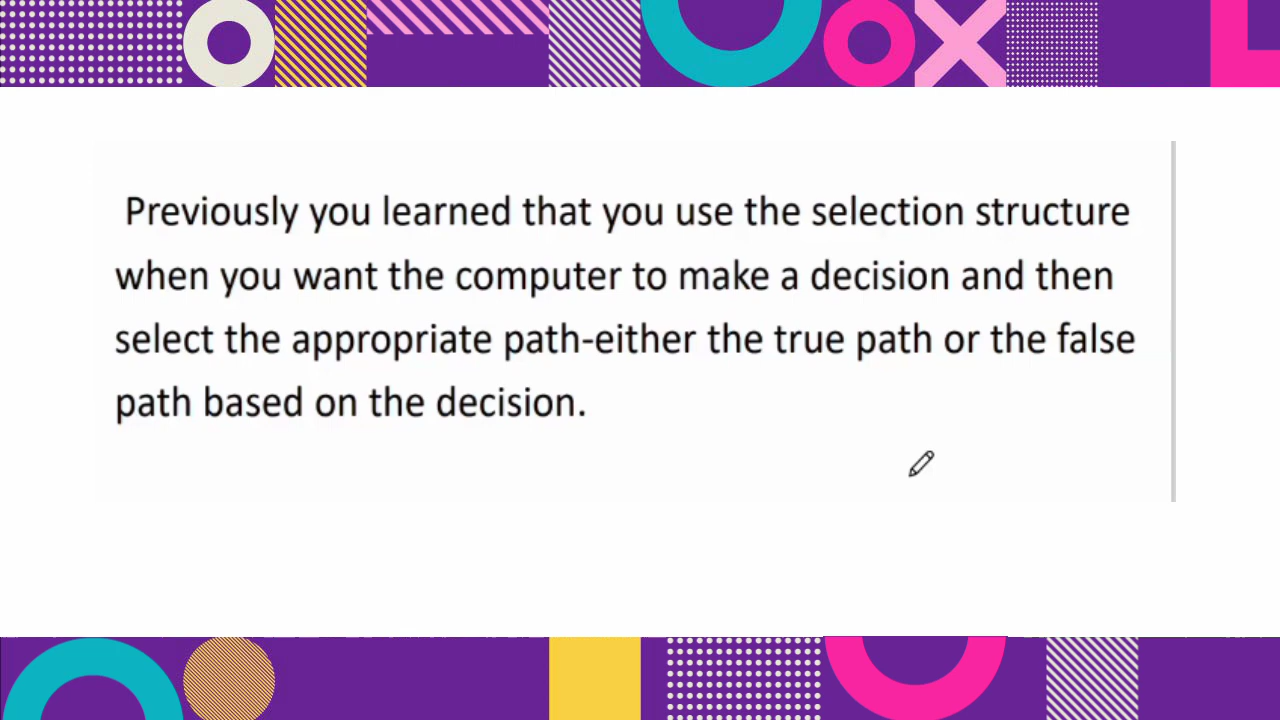 Previously you learned that you use the selection structure
when you want the computer to make a decision and then
select the appropriate path-either the true path or the false
path based on the decision.